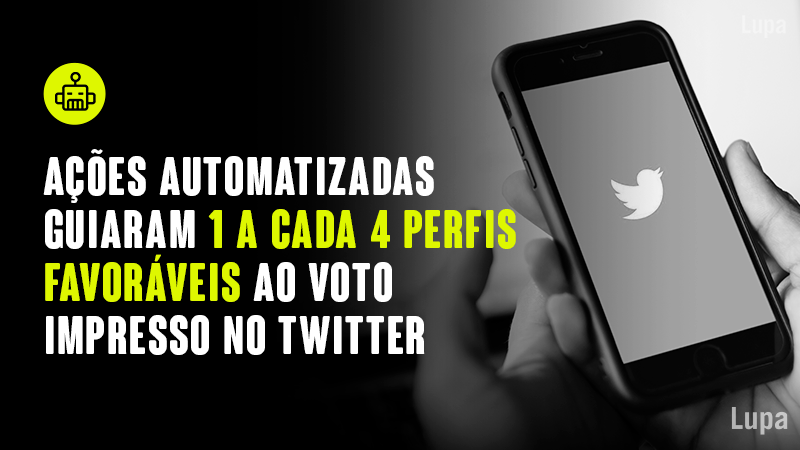 Lupa
AÇÕES AUTOMATIZADAS
GUIARAM 1 A CADA 4 PERFIS
FAVORÁVEIS AO VOTO
IMPRESSO NO TWITTER
Lupa